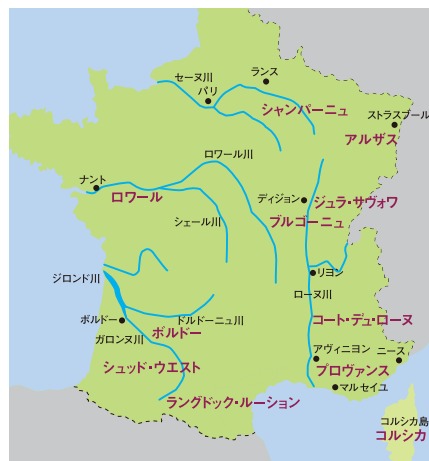 ランス
セーヌ川
パリ
シャンパーニュ
ストラスブール
アルザス
ロワール川
ナント
ロワール
ディジョン
ジュラ・サヴォワ
ブルゴーニュ
シェール川
ジロンド川
リヨン
ローヌ川
ボルドー
ドルドーニュ川
コート・デュ・ローヌ
ボルドー
ガロンヌ川
アヴィニヨン
ニース
シュッド・ウエスト
プロヴァンス
マルセイユ
ラングドック・ルーション
コルシカ島
コルシカ